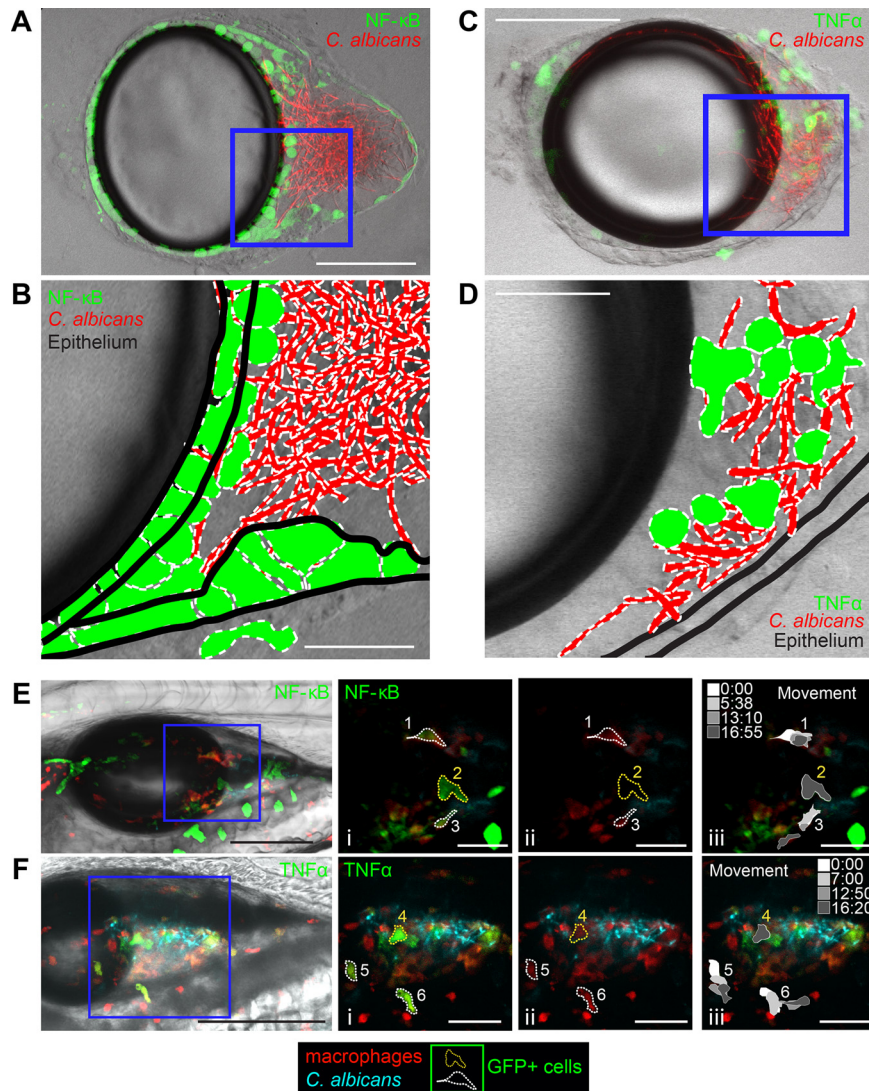 A
NF-κB
C. albicans
C
TNFα
C. albicans
B
NF-κB
C. albicans
Epithelium
D
TNFα
C. albicans
Epithelium
E
NF-κB
NF-κB
1
2
3
i
1
2
3
ii
0:00
5:38
13:10
16:55
Movement
1
2
3
iii
F
TNFα
TNFα
4
5
6
i
4
5
6
ii
Movement
0:00
7:00
12:50
16:20
4
5
6
iii
macrophages
C. albicans
GFP+ cells